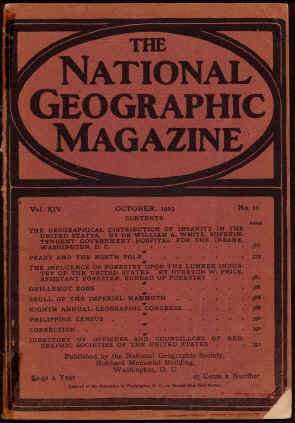 THE
NATIONAL
GEOGRAPHIC
MAGAZINE
Vol. XIV
OCTOBER, 1903
No. 10
CONTENTS
PAGE
THE GEOGRAPHICAL DISTRIBUTION OF INSANITY IN THE
UNITED STATES. BY DR WILLIAM A. WHITE, SUPERIN-
TENDENT GOVERNMENT HOSPITAL FOR THE INSANE,
WASHINGTON, D. C.
PEARY AND THE NORTH POLE
THE INFLUENCE OF FORESTRY UPON THE LUMBER INDUS-
TRY OF THE UNITED STATES. BY OVERTON W. PRICE,
ASSISTANT FORESTER, BUREAU OF FORESTRY
GUILLEMOT EGGS
SKULL OF THE IMPERIAL MAMMOTH
EIGHTH ANNUAL GEOGRAPHIC CONGRESS
PHILIPPINE CENSUS
CORRECTION
DIRECTORY OF OFFICERS AND COUNCILLORS OF GEO-
GRAPHIC SOCIETIES OF THE UNITED STATES
Published by the National Geographic Society,
Hubbard Memorial Building,
Washington, D. C.
a Year
25 Cents a Number